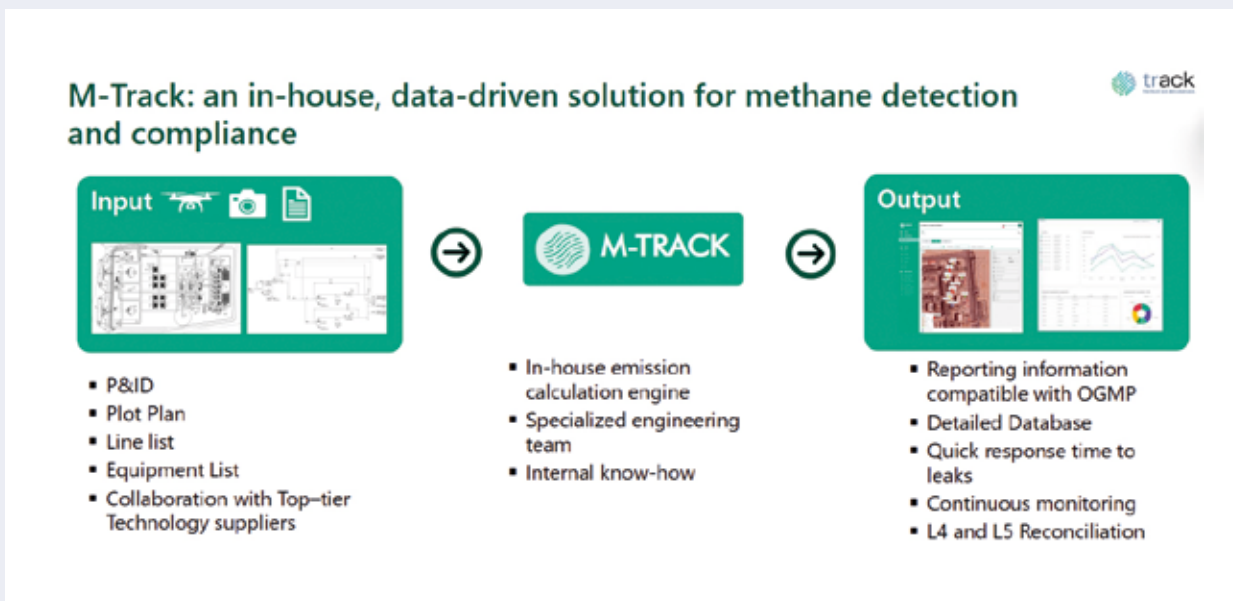 M-Track: an in-house, data-driven solution for methane detection
and compliance
track
Input
P&ID
Plot Plan
Line list
Equipment List
Collaboration with Top–tier
Technology suppliers
M-TRACK
In-house emission
calculation engine
Specialized engineering
team
Internal know-how
Output
Reporting information
compatible with OGMP
Detailed Database
Quick response time to
leaks
Continuous monitoring
L4 and L5 Reconciliation